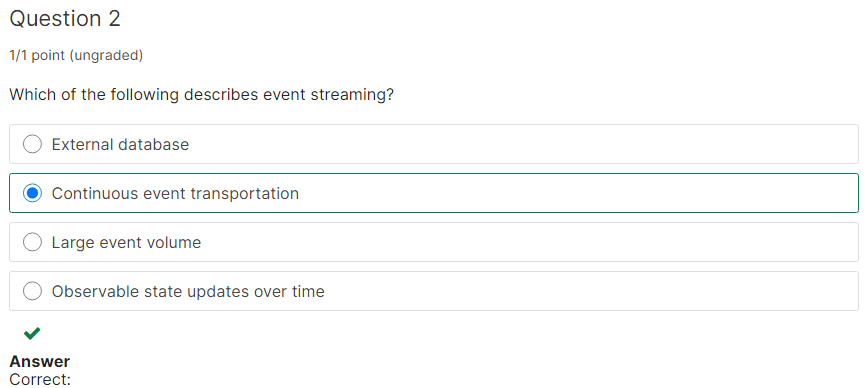 Question 2
1/1 point (ungraded)
Which of the following describes event streaming?
External database
Continuous event transportation
Large event volume
Observable state updates over time
Answer
Correct: